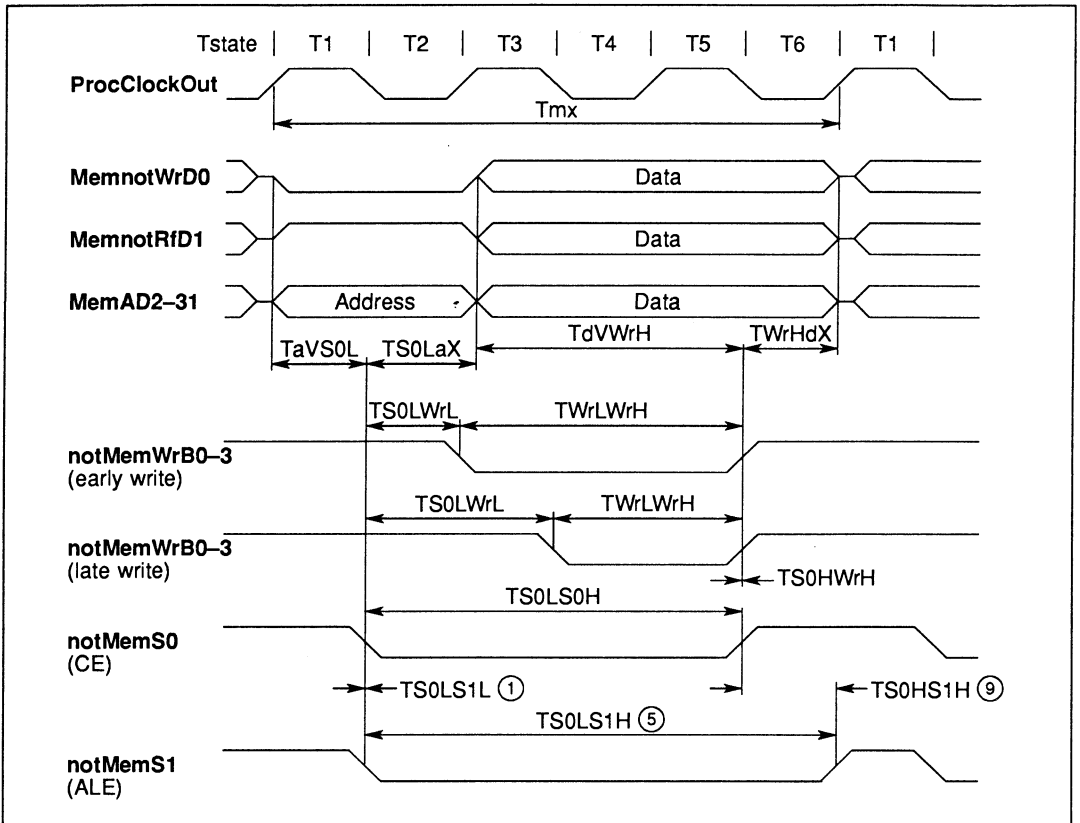 Tstate | T1 | T2 | T3 | T4 | T5 | T6 | T1 |
ProcClockOut
Tmx
MemnotWrD0 Data
MemnotRfD1 Data
MemAD2–31 Address Data
TaVS0L TS0LaX TdVWrH TWrHdX
TS0LWrL TWrLWrH
notMemWrB0–3
(early write)
TS0LWrL TWrLWrH
notMemWrB0–3
(late write)
TS0HWrH
TS0LS0H
notMemS0
(CE)
TS0LS1L ① TS0HS1H ⑨
TS0LS1H ⑤
notMemS1
(ALE)